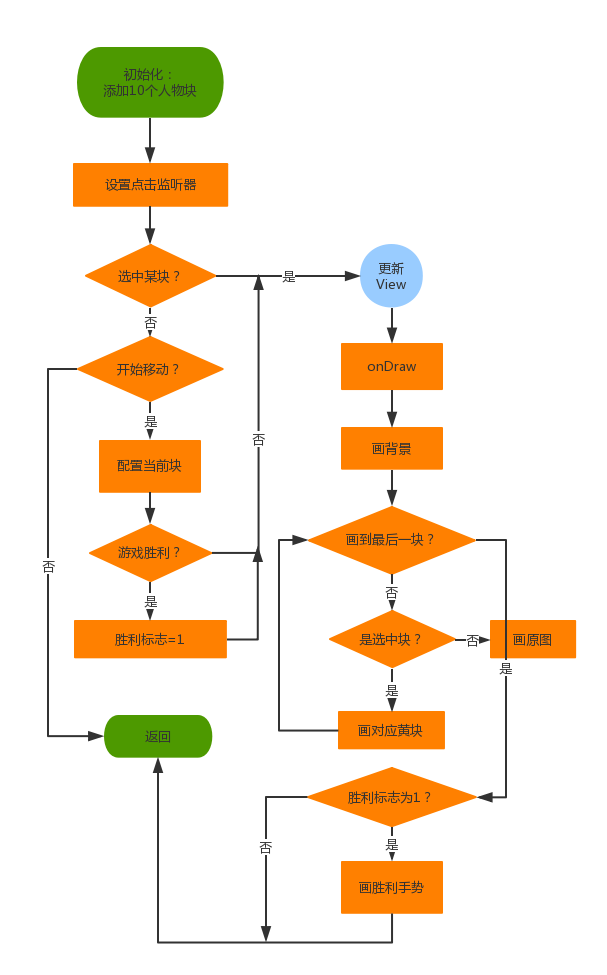 初始化：
添加10个人物块
设置点击监听器
选中某块？
是
否
开始移动？
是
配置当前块
否
游戏胜利？
是
胜利标志=1
否
返回
更新
View
onDraw
画背景
画到最后一块？
否
是选中块？
否
画原图
是
是
画对应黄块
胜利标志为1？
是
否
画胜利手势